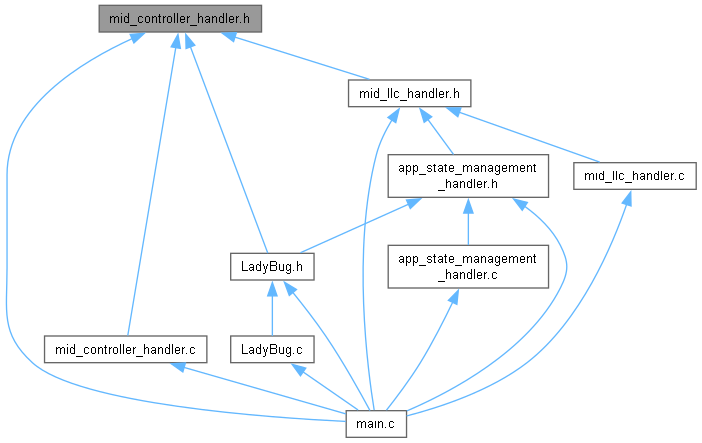 mid_controller_handler.h
mid_llc_handler.h
app_state_management
_handler.h
mid_llc_handler.c
LadyBug.h
app_state_management
_handler.c
mid_controller_handler.c
LadyBug.c
main.c